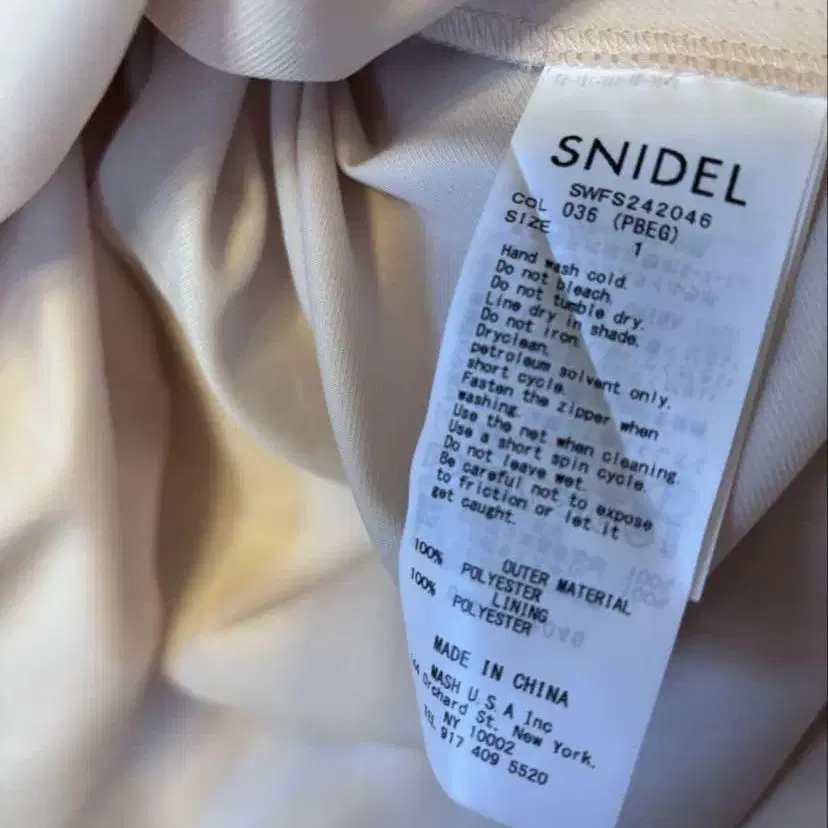 SNIDEL
SWFS242046
COL 036 (PBEG)
SIZE 1
Hand wash cold.
Do not bleach.
Do not tumble dry.
Line dry in shade.
Do not iron.
Dryclean.
petroleum solvent only.
short cycle.
Fasten the zipper when
washing.
Use the net when cleaning.
Use a short spin cycle.
Do not leave wet.
Be careful not to expose
to friction or let it
get caught.
OUTER MATERIAL
100% POLYESTER
LINING
100% POLYESTER
MADE IN CHINA
MASH U.S.A Inc
Orchard St. New York.
NY 10002
TEL 917 409 5520